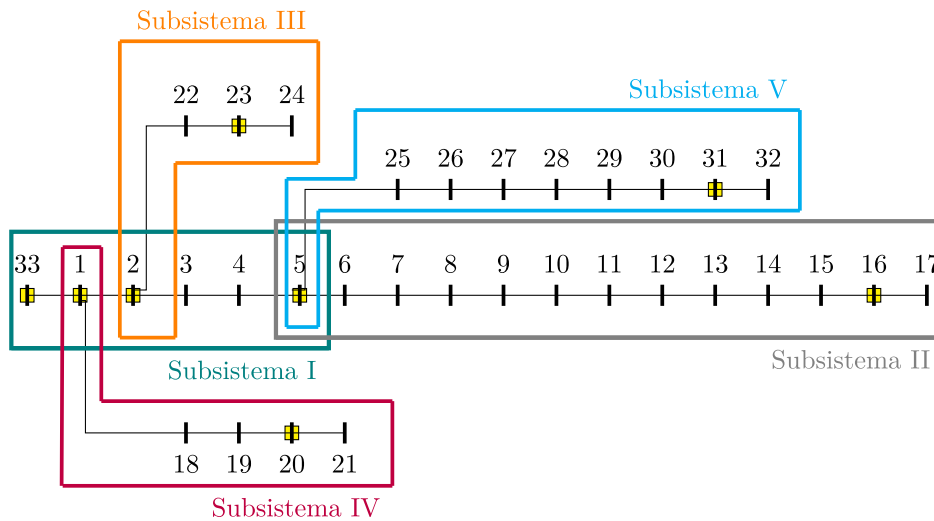 Subsistema III
22 23 24
Subsistema V
25 26 27 28 29 30 31 32
33 1 2 3 4 5 6 7 8 9 10 11 12 13 14 15 16 17
Subsistema I
Subsistema II
18 19 20 21
Subsistema IV